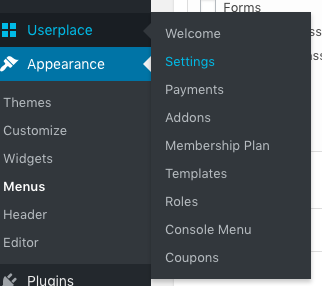 Userplace
Appearance
Themes
Customize
Widgets
Menus
Header
Editor
Plugins
Welcome
Settings
Payments
Addons
Membership Plan
Templates
Roles
Console Menu
Coupons
Forms